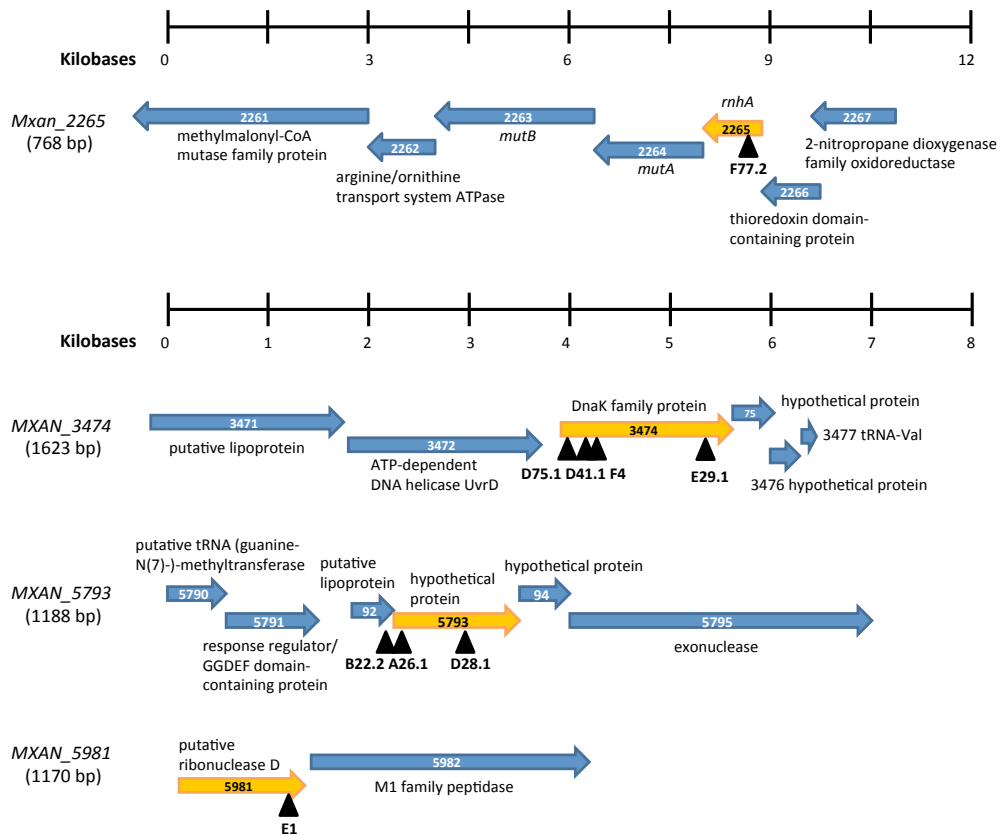 Kilobases 0 3 6 9 12
Mxan_2265
(768 bp)
2261
methylmalonyl-CoA
mutase family protein
2262
arginine/ornithine
transport system ATPase
2263
mutB
2264
mutA
rnhA
2265
F77.2
2266
thioredoxin domain-
containing protein
2267
2-nitropropane dioxygenase
family oxidoreductase
Kilobases 0 1 2 3 4 5 6 7 8
MXAN_3474
(1623 bp)
3471
putative lipoprotein
3472
ATP-dependent
DNA helicase UvrD
DnaK family protein
3474
D75.1 D41.1 F4
E29.1
75
hypothetical protein
3477 tRNA-Val
3476 hypothetical protein
MXAN_5793
(1188 bp)
putative tRNA (guanine-
N(7)-)-methyltransferase
5790
5791
response regulator/
GGDEF domain-
containing protein
putative
lipoprotein
92
hypothetical
protein
5793
B22.2 A26.1
D28.1
hypothetical protein
94
5795
exonuclease
MXAN_5981
(1170 bp)
putative
ribonuclease D
5981
E1
5982
M1 family peptidase